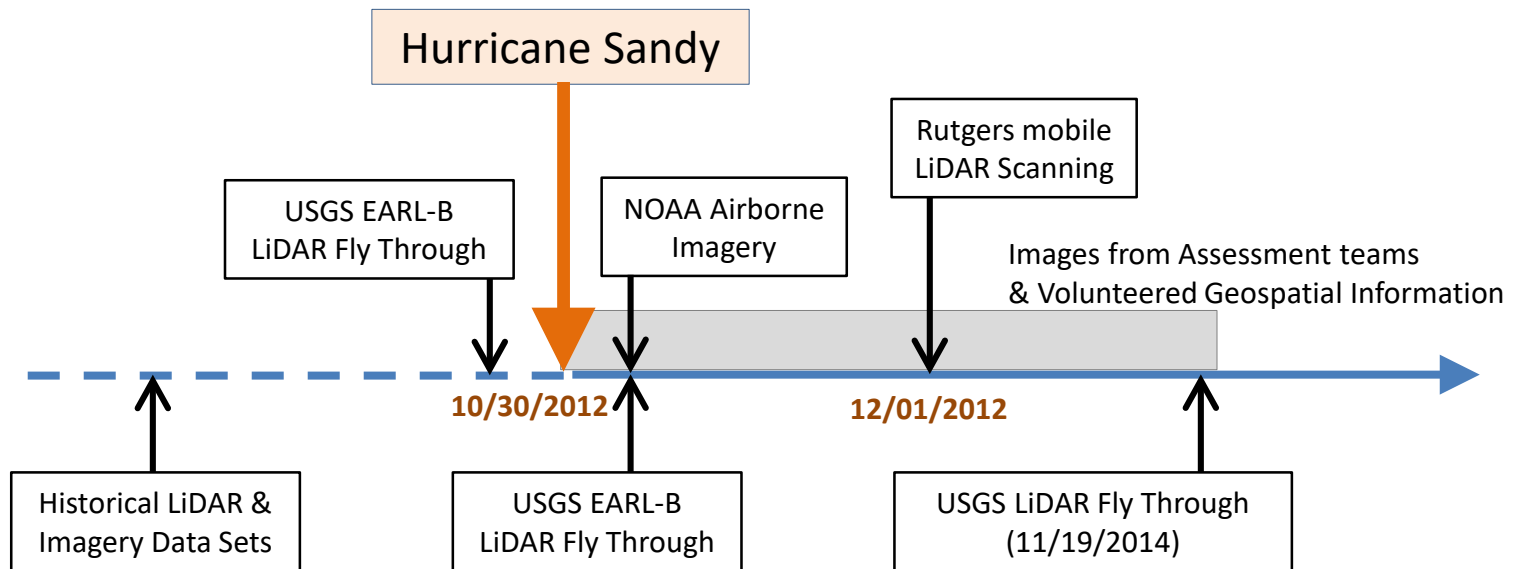 Hurricane Sandy
Rutgers mobile
LiDAR Scanning
USGS EARL-B
LiDAR Fly Through
NOAA Airborne
Imagery
Images from Assessment teams
& Volunteered Geospatial Information
10/30/2012
12/01/2012
Historical LiDAR &
Imagery Data Sets
USGS EARL-B
LiDAR Fly Through
USGS LiDAR Fly Through
(11/19/2014)